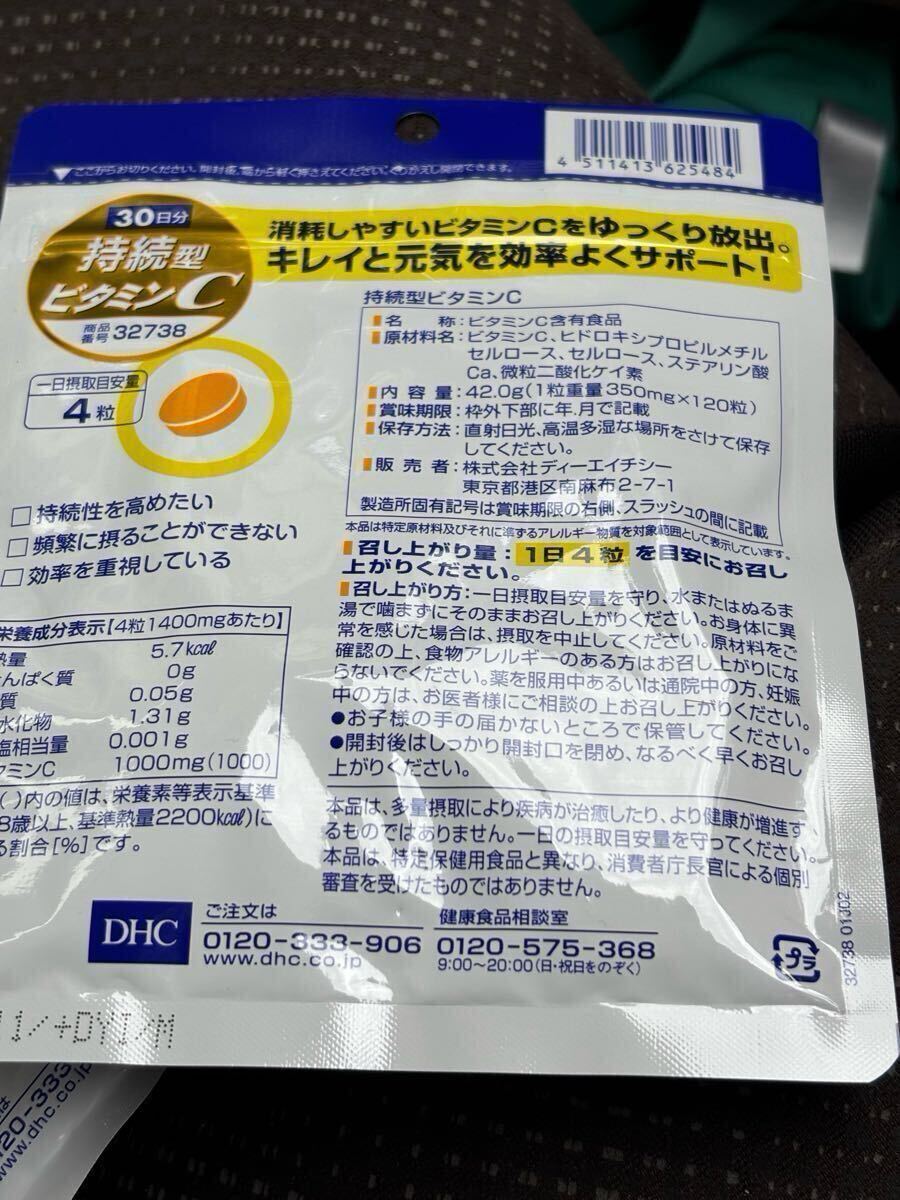 ここからお切りください。開封後、
くりかえし開閉できます。
4 511413 625484
30日分
持続型
ビタミンC
商品番号 32738
消耗しやすいビタミンCをゆっくり放出。
キレイと元気を効率よくサポート!
一日摂取目安量
4粒
□持続性を高めたい
□頻繁に摂ることができない
□効率を重視している
栄養成分表示[4粒1400mgあたり]
熱量 5.7kcal
たんぱく質 0g
質 0.05g
水化物 1.31g
塩相当量 0.001g
タミンC 1000mg(1000)
( )内の値は、栄養素等表示基準
8歳以上、基準熱量2200kcal)に
る割合[%]です。
持続型ビタミンC
名称:ビタミンC含有食品
原材料名:ビタミンC、ヒドロキシプロピルメチル
セルロース、セルロース、ステアリン酸
Ca、微粒二酸化ケイ素
内容量:42.0g(1粒重量350mg×120粒)
賞味期限:枠外下部に年、月で記載
保存方法:直射日光、高温多湿な場所をさけて保存
してください。
販売者:株式会社ディーエイチシー
東京都港区南麻布2-7-1
製造所固有記号は賞味期限の右側、スラッシュの間に記載
本品は特定原材料及びそれに準ずるアレルギー物質を対象範囲として表示しています。
召し上がり量:1日4粒を目安にお召し
上がりください。
召し上がり方:一日摂取目安量を守り、水またはぬるま
湯で噛まずにそのままお召し上がりください。お身体に異
常を感じた場合は、摂取を中止してください。原材料をご
確認の上、食物アレルギーのある方はお召し上がりにな
らないでください。薬を服用中あるいは通院中の方、妊娠
中の方は、お医者様にご相談の上お召し上がりください。
●お子様の手の届かないところで保管してください。
●開封後はしっかり開封口を閉め、なるべく早くお召し
上がりください。
本品は、多量摂取により疾病が治癒したり、より健康が増進す
るものではありません。一日の摂取目安量を守ってください。
本品は、特定保健用食品と異なり、消費者庁長官による個別
審査を受けたものではありません。
DHC
ご注文は
0120-333-906
www.dhc.co.jp
健康食品相談室
0120-575-368
9:00~20:00(日・祝日をのぞく)
プラ
32738 01J02
11/+DY1/M
20-333
www.dhc.co.jp